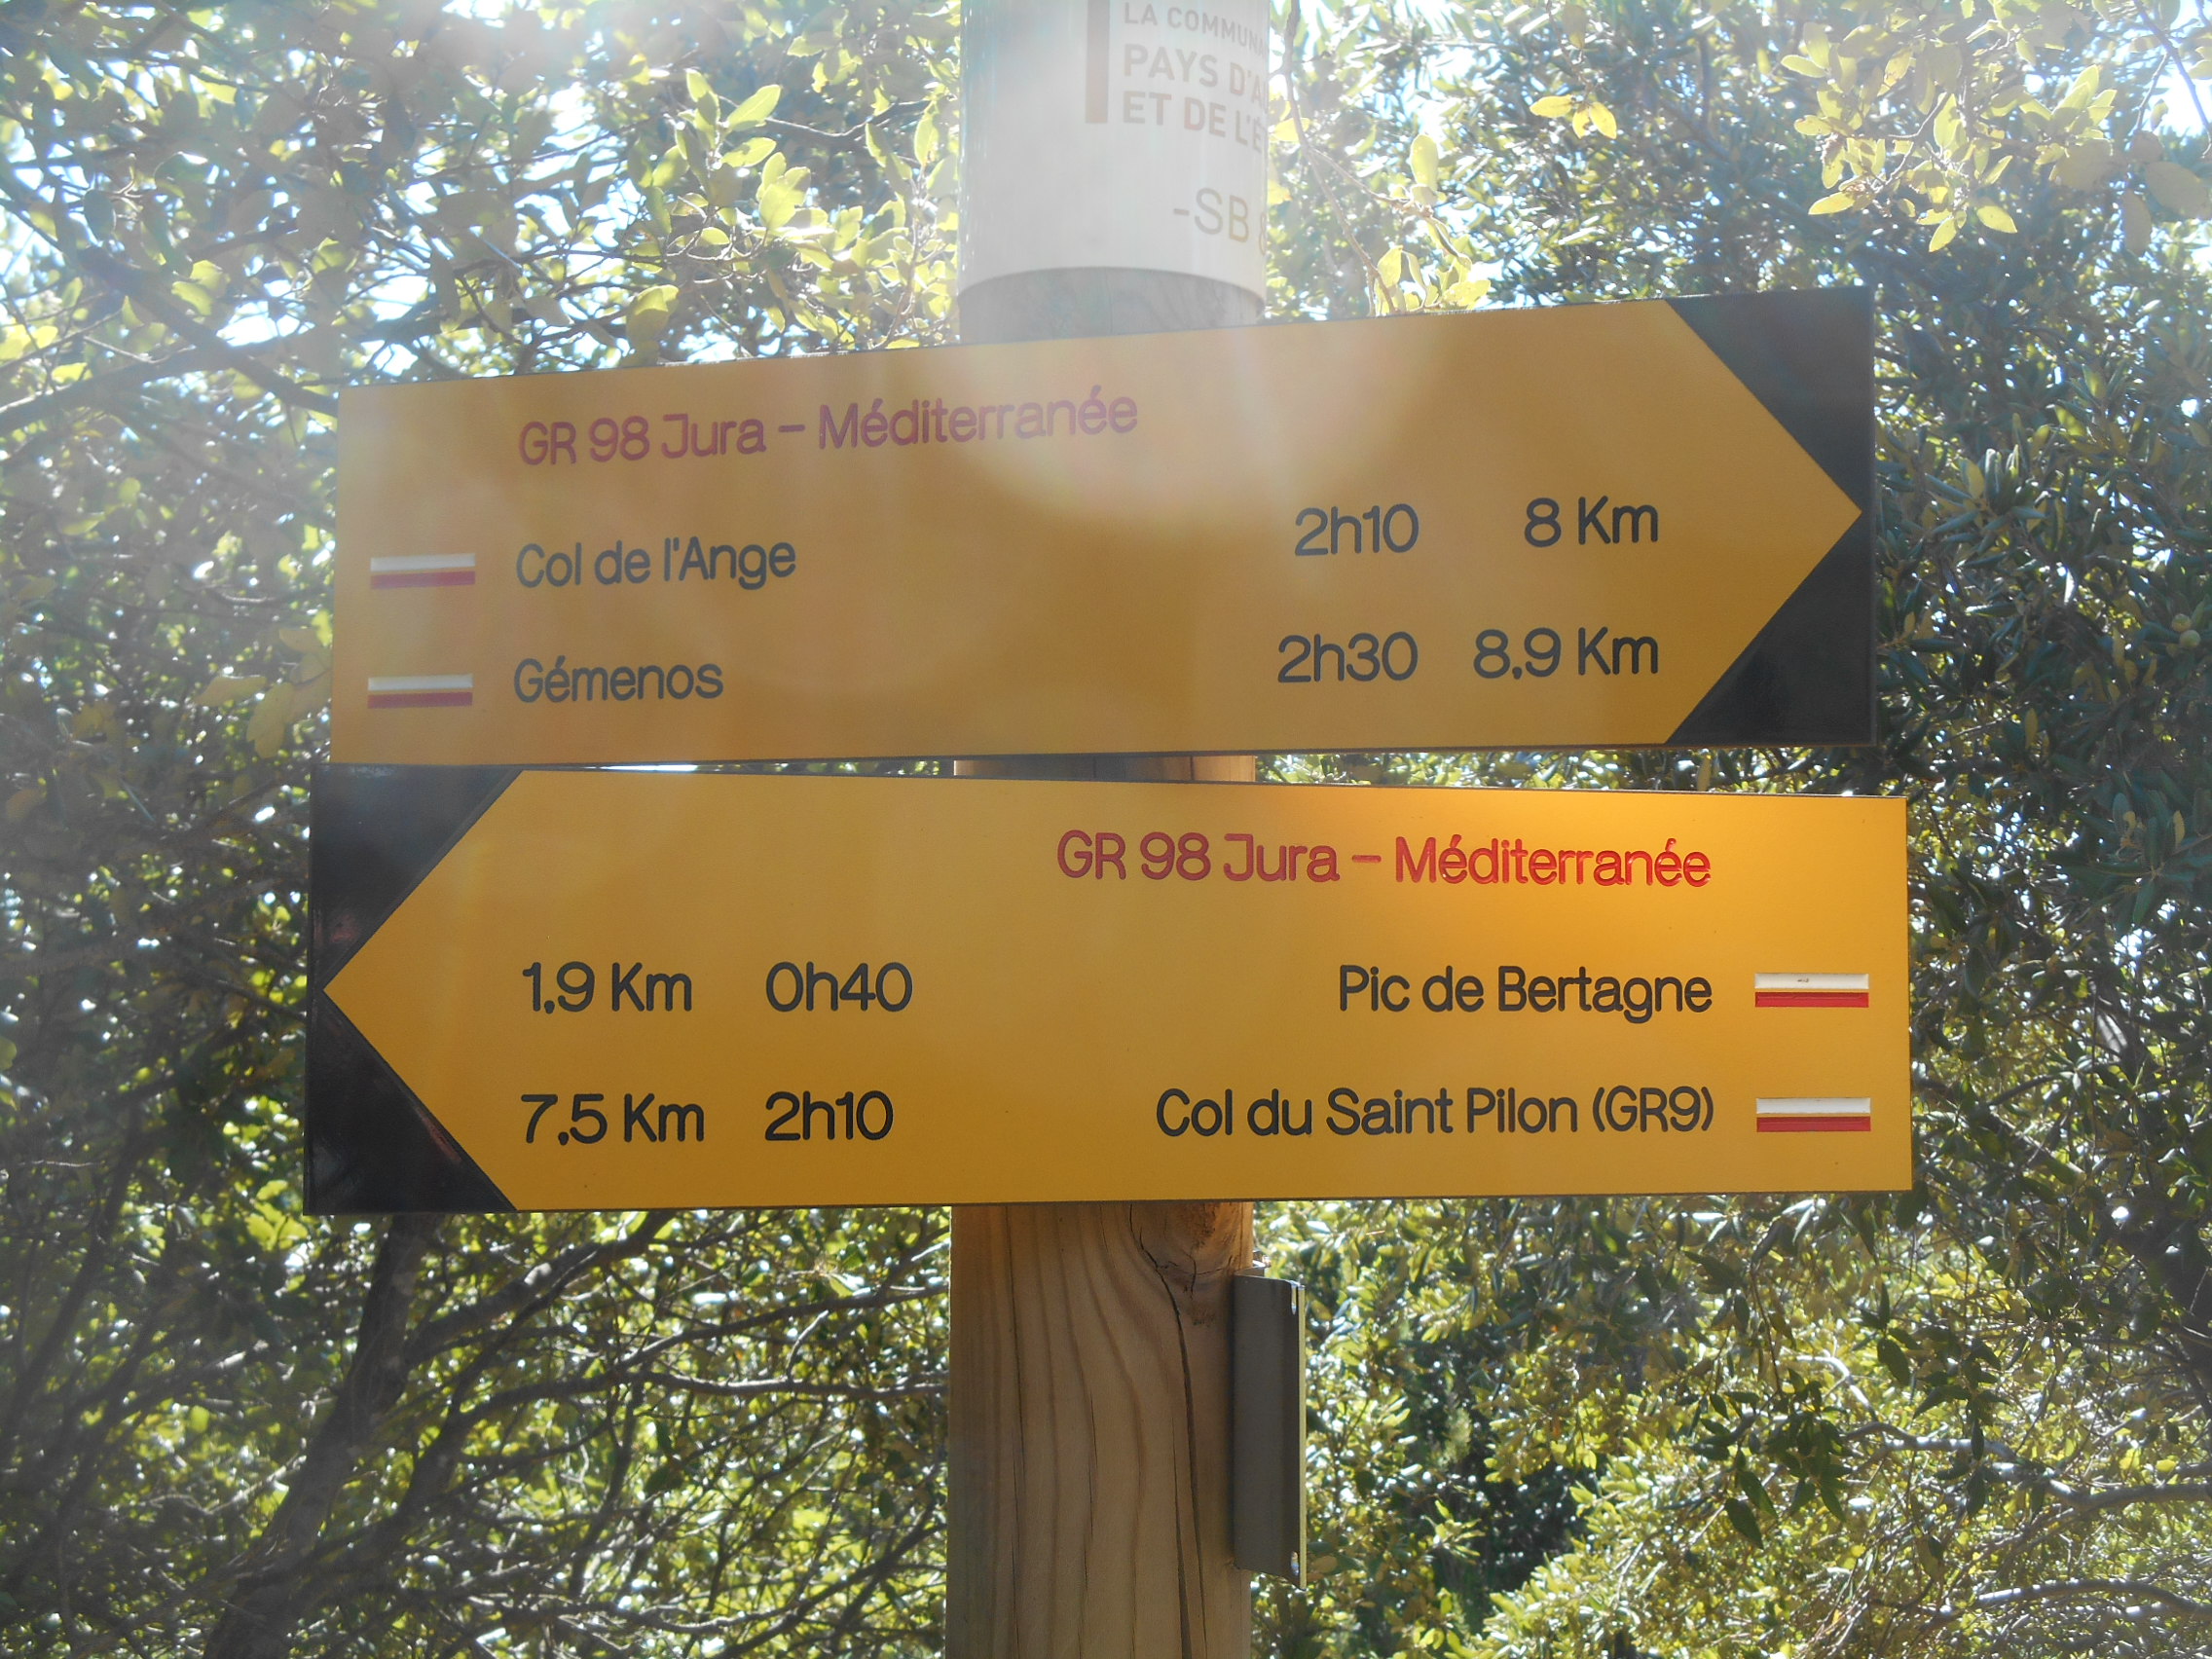 LA COMMUNA
PAYS D'A
ET DE L'É
-SB
GR 98 Jura - Méditerranée
Col de l'Ange 2h10 8 Km
Gémenos 2h30 8,9 Km
GR 98 Jura - Méditerranée
1,9 Km 0h40 Pic de Bertagne
7,5 Km 2h10 Col du Saint Pilon (GR9)